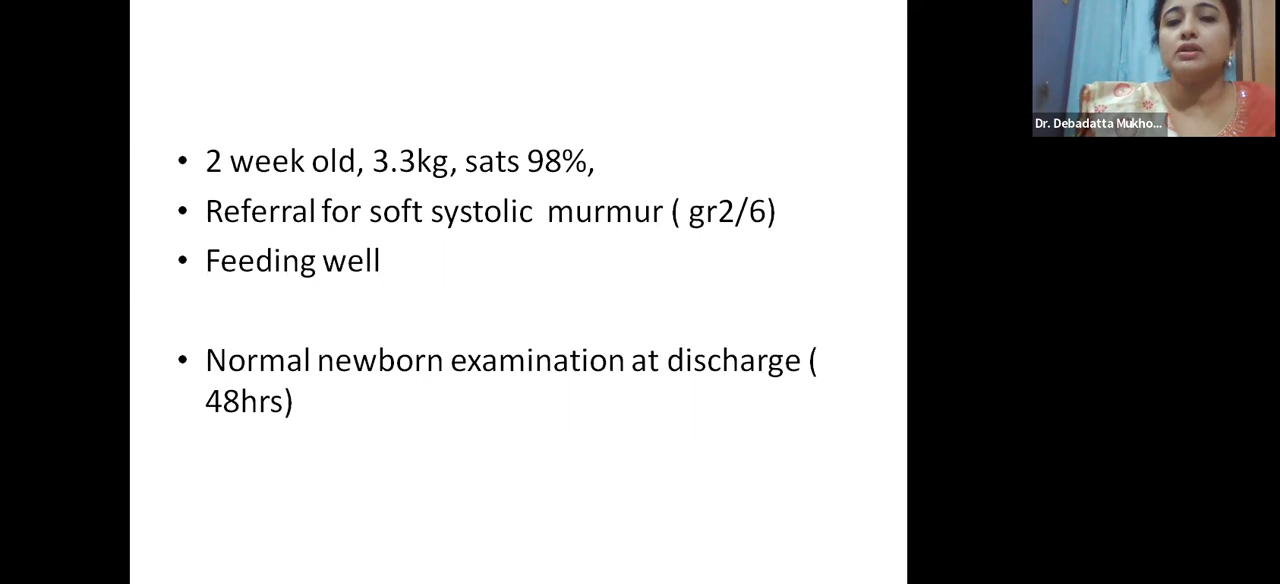 • 2 week old, 3.3kg, sats 98%,
• Referral for soft systolic murmur ( gr2/6)
• Feeding well
• Normal newborn examination at discharge (
48hrs)
Dr. Debadatta Mukho...